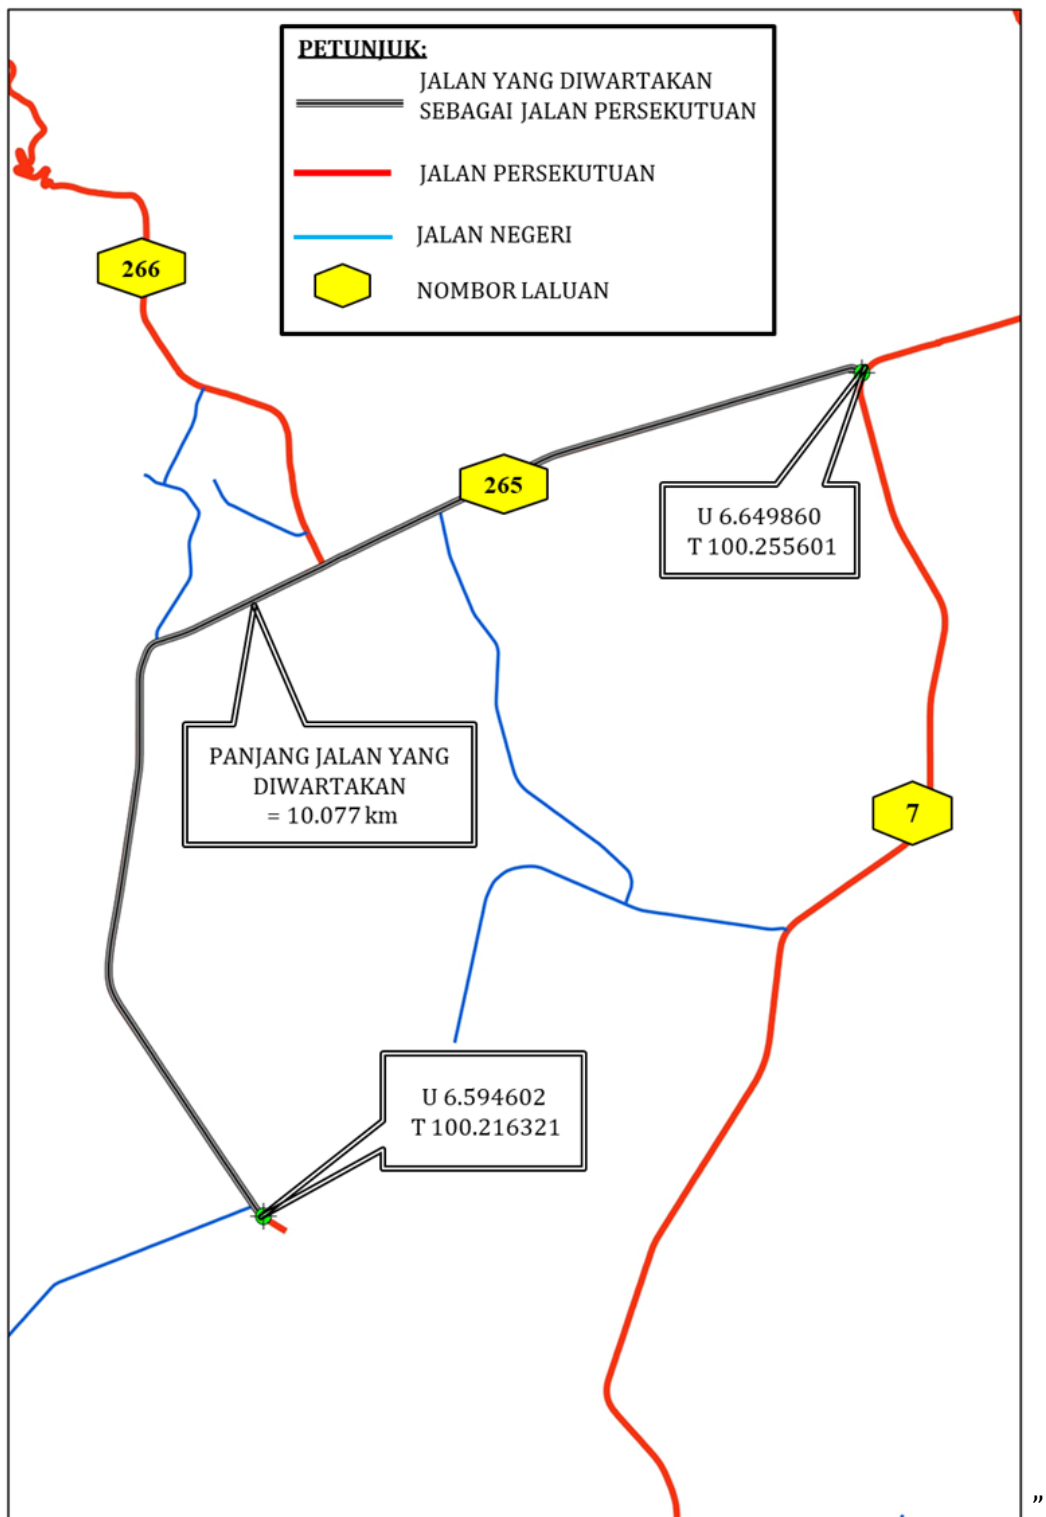 PETUNJUK:
JALAN YANG DIWARTAKAN
SEBAGAI JALAN PERSEKUTUAN
JALAN PERSEKUTUAN
JALAN NEGERI
NOMBOR LALUAN
266
265
U 6.649860
T 100.255601
PANJANG JALAN YANG
DIWARTAKAN
= 10.077 km
7
U 6.594602
T 100.216321
”